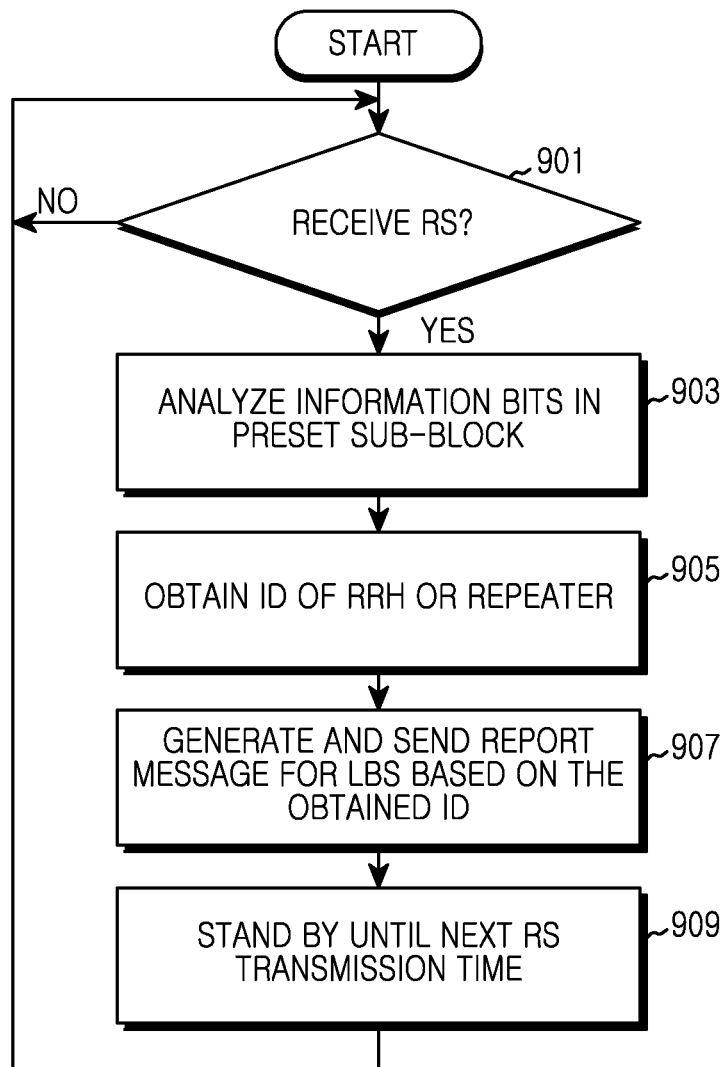 START
901
NO
RECEIVE RS?
YES
ANALYZE INFORMATION BITS IN
PRESET SUB-BLOCK
903
OBTAIN ID OF RRH OR REPEATER
905
GENERATE AND SEND REPORT
MESSAGE FOR LBS BASED ON THE
OBTAINED ID
907
STAND BY UNTIL NEXT RS
TRANSMISSION TIME
909